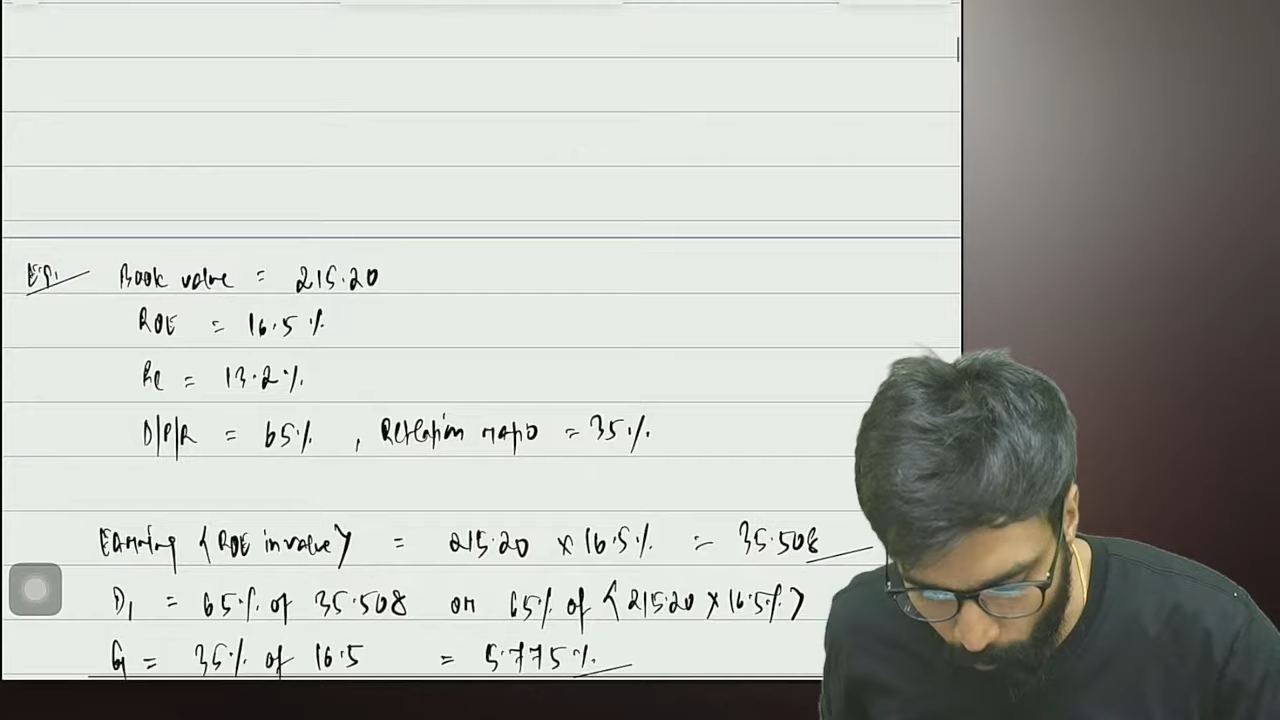 Eg.
Book value = 215.20
ROE = 16.5%
Re = 13.2%
D/P/R = 65%, Retention ratio = 35%
Earning {ROE in value} = 215.20 × 16.5% = 35.508
D1 = 65% of 35.508 or 65% of {215.20 × 16.5%}
G = 35% of 16.5 = 5.775%